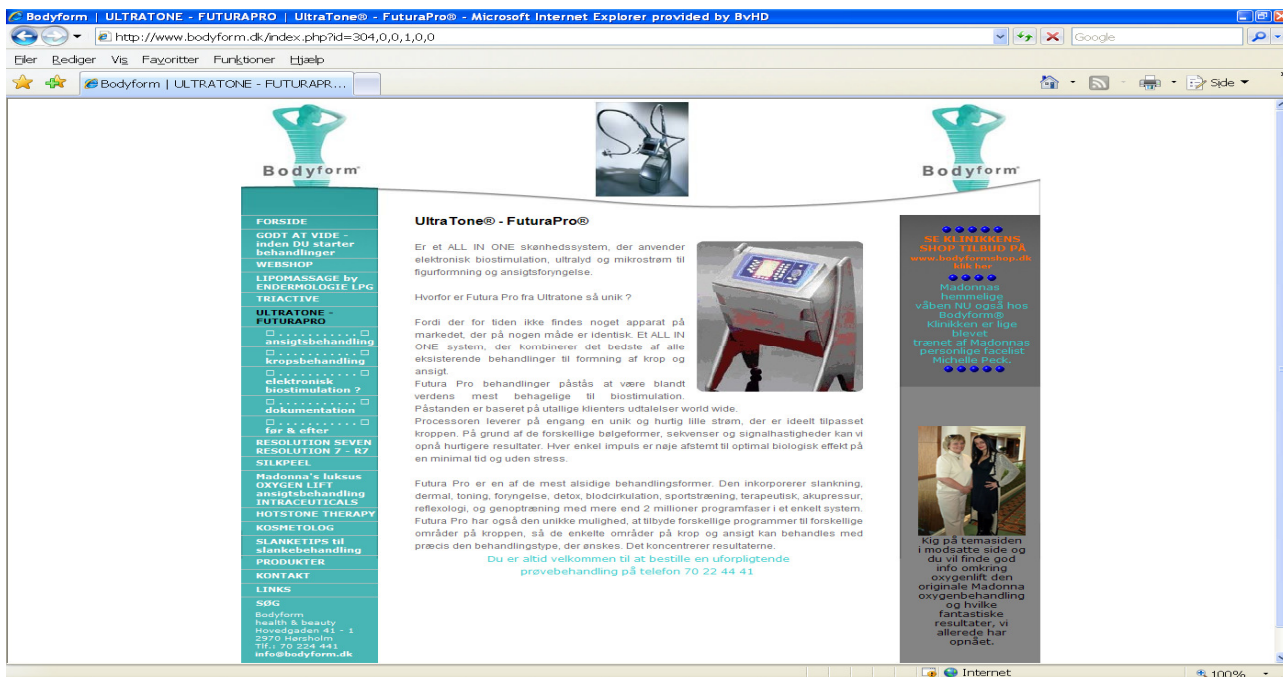 Bodyform | ULTRATONE - FUTURAPRO | UltraTone® - FuturaPro® - Microsoft Internet Explorer provided by BvHD
http://www.bodyform.dk/index.php?id=304,0,0,1,0,0
Google
Filer Rediger Vis Favoritter Funktioner Hjælp
Bodyform | ULTRATONE - FUTURAPR...
Side
Bodyform
Bodyform
FORSIDE
GODT AT VIDE -
inden DU starter
behandlinger
WEBSHOP
LIPOMASSAGE by
ENDERMOLOGIE LPG
TRIACTIVE
ULTRATONE -
FUTURAPRO
ansigtsbehandling
kropsbehandling
elektronisk
biostimulation ?
dokumentation
før & efter
RESOLUTION SEVEN
RESOLUTION 7 - R7
SILKPEEL
Madonna's luksus
OXYGEN LIFT
ansigtsbehandling
INTRACEUTICALS
HOTSTONE THERAPY
KOSMETOLOG
SLANKETIPS til
slankebehandling
PRODUKTER
KONTAKT
LINKS
SØG
Bodyform
health & beauty
Hovedgaden 41 - 1
2970 Hørsholm
Tlf.: 70 224 441
info@bodyform.dk
UltraTone® - FuturaPro®
Er et ALL IN ONE skønhedssystem, der anvender
elektronisk biostimulation, ultralyd og mikrostrøm til
figurformning og ansigtsforyngelse.
Hvorfor er Futura Pro fra Ultratone så unik ?
Fordi der for tiden ikke findes noget apparat på
markedet, der på nogen måde er identisk. Et ALL IN
ONE system, der kombinerer det bedste af alle
eksisterende behandlinger til formning af krop og
ansigt.
Futura Pro behandlinger påstås at være blandt
verdens mest behagelige til biostimulation.
Påstanden er baseret på utallige klienters udtalelser world wide.
Processoren leverer på engang en unik og hurtig lille strøm, der er ideelt tilpasset
kroppen. På grund af de forskellige bølgeformer, sekvenser og signalhastigheder kan vi
opnå hurtigere resultater. Hver enkel impuls er nøje afstemt til optimal biologisk effekt på
en minimal tid og uden stress.
Futura Pro er en af de mest alsidige behandlingsformer. Den inkorporerer slankning,
dermal, toning, foryngelse, detox, blodcirkulation, sportstræning, terapeutisk, akupressur,
reflexologi, og genoptræning med mere end 2 millioner programfaser i et enkelt system.
Futura Pro har også den unikke mulighed, at tilbyde forskellige programmer til forskellige
områder på kroppen, så de enkelte områder på krop og ansigt kan behandles med
præcis den behandlingstype, der ønskes. Det koncentrerer resultaterne.
Du er altid velkommen til at bestille en uforpligtende
prøvebehandling på telefon 70 22 44 41
SE KLINIKKENS
SHOP TILBUD PÅ
www.bodyformshop.dk
klik her
Madonnas
hemmelige
våben NU også hos
Bodyform®
Klinikken er lige
blevet
trænet af Madonnas
personlige facelist
Michelle Peck.
Kig på temasiden
i modsatte side og
du vil finde god
info omkring
oxygenlift den
originale Madonna
oxygenbehandling
og hvilke
fantastiske
resultater, vi
allerede har
opnået.
Internet
100%